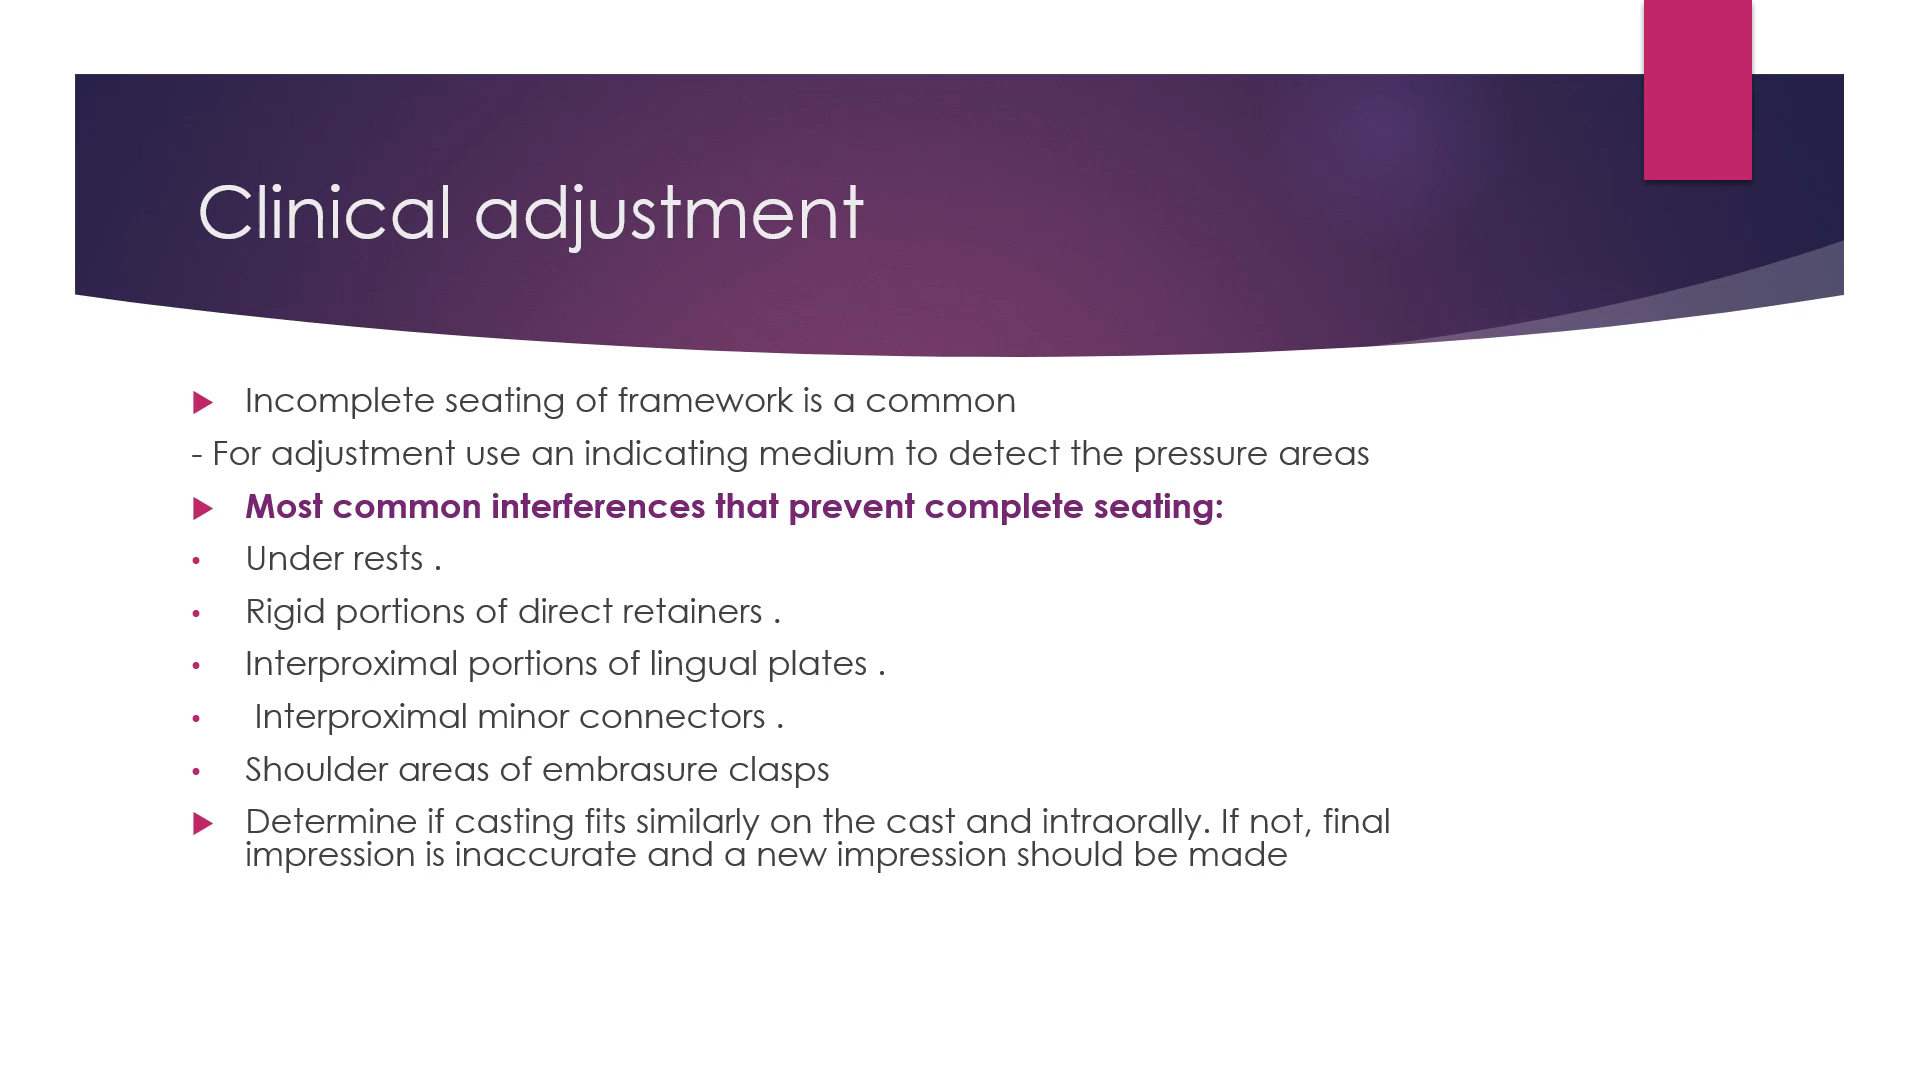 Clinical adjustment
Incomplete seating of framework is a common
- For adjustment use an indicating medium to detect the pressure areas
Most common interferences that prevent complete seating:
• Under rests .
• Rigid portions of direct retainers .
• Interproximal portions of lingual plates .
• Interproximal minor connectors .
• Shoulder areas of embrasure clasps
Determine if casting fits similarly on the cast and intraorally. If not, final
impression is inaccurate and a new impression should be made